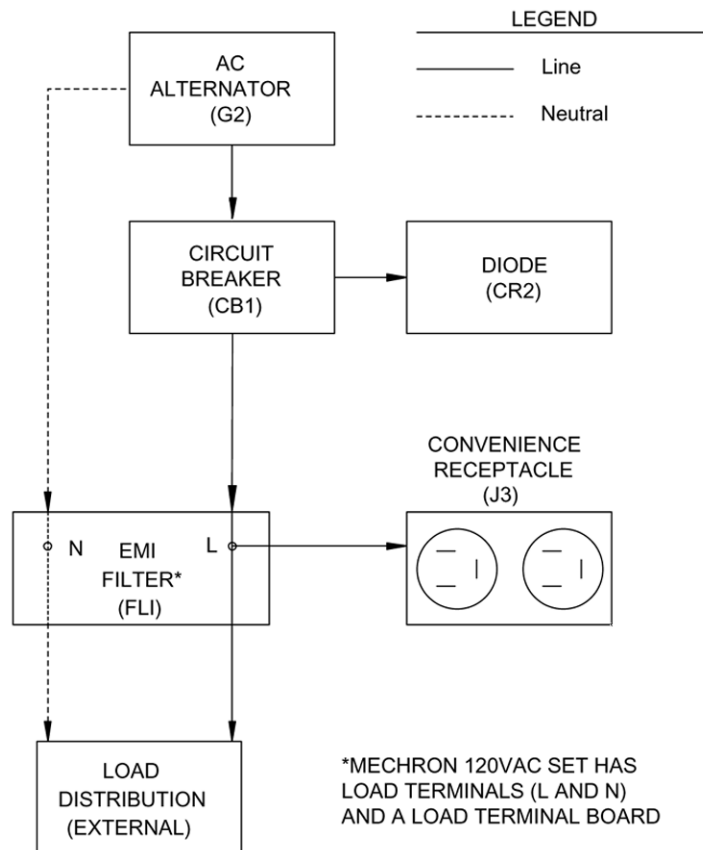 LEGEND
Line
Neutral
AC
ALTERNATOR
(G2)
CIRCUIT
BREAKER
(CB1)
DIODE
(CR2)
CONVENIENCE
RECEPTACLE
(J3)
N
EMI
FILTER*
(FLI)
L
LOAD
DISTRIBUTION
(EXTERNAL)
*MECHRON 120VAC SET HAS
LOAD TERMINALS (L AND N)
AND A LOAD TERMINAL BOARD